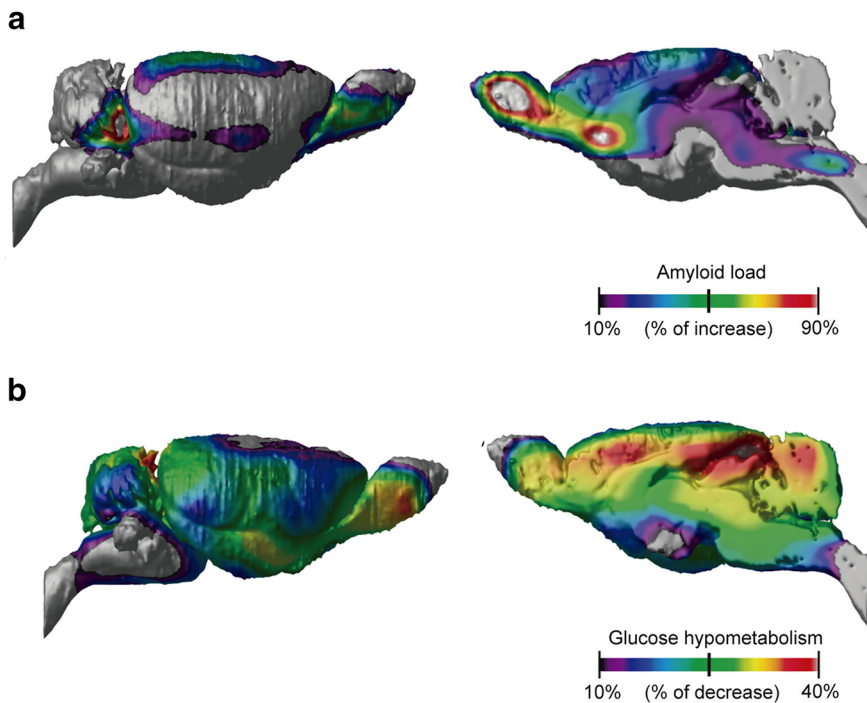 a
Amyloid load
10% (% of increase) 90%
b
Glucose hypometabolism
10% (% of decrease) 40%